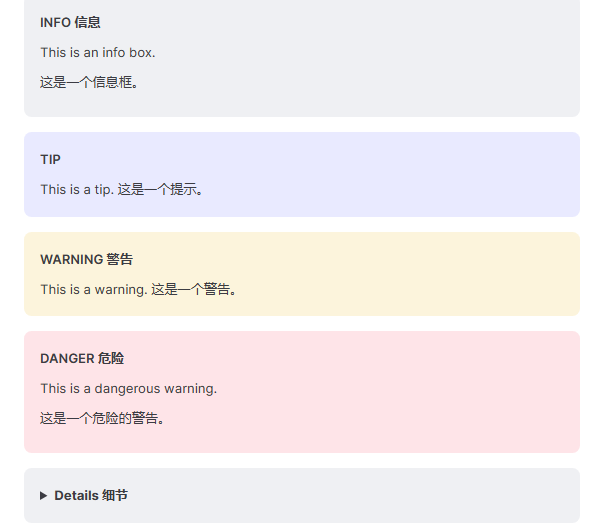 INFO 信息
This is an info box.
这是一个信息框。
TIP
This is a tip. 这是一个提示。
WARNING 警告
This is a warning. 这是一个警告。
DANGER 危险
This is a dangerous warning.
这是一个危险的警告。
Details 细节